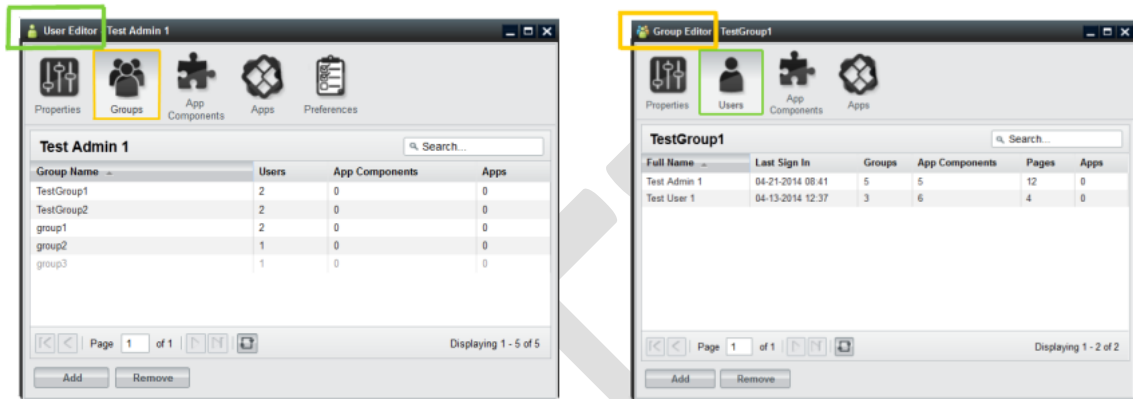 User Editor : Test Admin 1
Properties Groups App Components Apps Preferences
Test Admin 1 Search...
Group Name Users App Components Apps
TestGroup1 2 0 0
TestGroup2 2 0 0
group1 2 0 0
group2 1 0 0
group3 1 0 0
Page 1 of 1 Displaying 1 - 5 of 5
Add Remove
Group Editor : TestGroup1
Properties Users App Components Apps
TestGroup1 Search...
Full Name Last Sign In Groups App Components Pages Apps
Test Admin 1 04-21-2014 08:41 5 5 12 0
Test User 1 04-13-2014 12:37 3 6 4 0
Page 1 of 1 Displaying 1 - 2 of 2
Add Remove